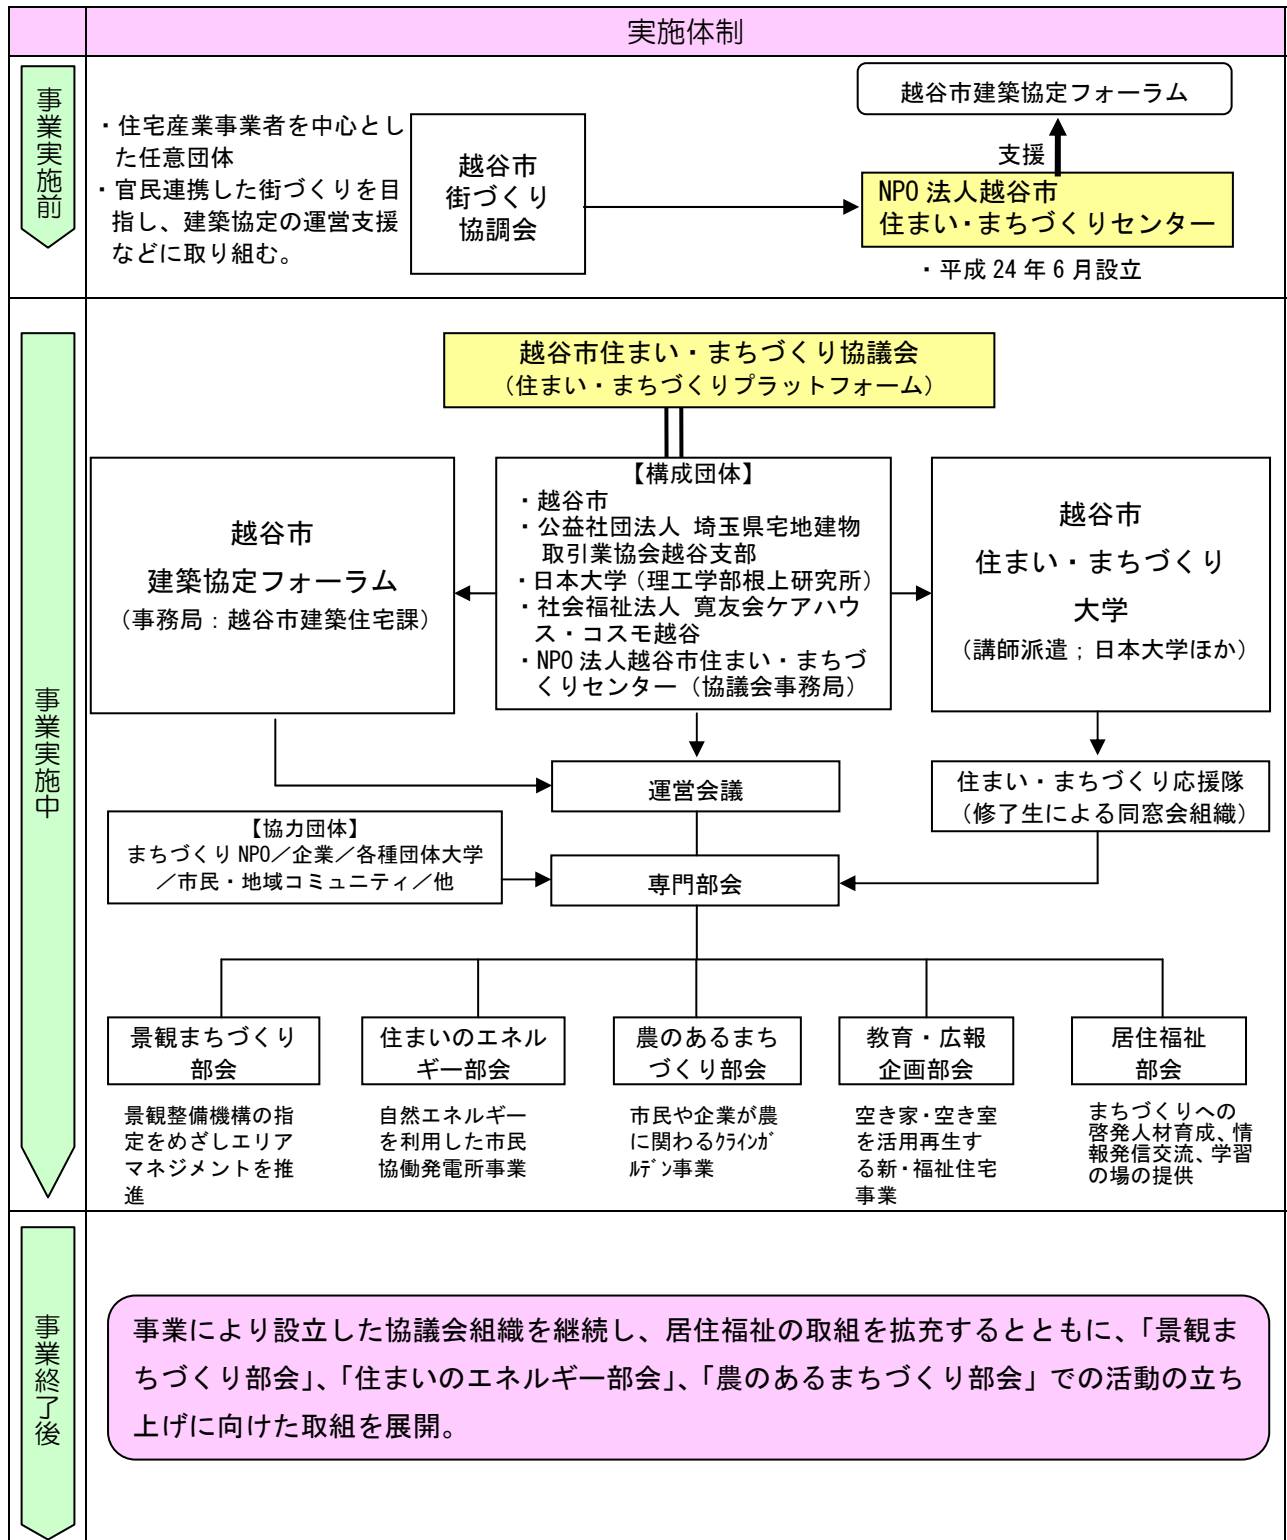 実施体制
事業実施前
・住宅産業事業者を中心とし
た任意団体
・官民連携した街づくりを目
指し、建築協定の運営支援
などに取り組む。
越谷市
街づくり
協調会
越谷市建築協定フォーラム
支援
NPO 法人越谷市
住まい・まちづくりセンター
・平成 24 年 6 月設立
事業実施中
越谷市住まい・まちづくり協議会
（住まい・まちづくりプラットフォーム）
越谷市
建築協定フォーラム
（事務局：越谷市建築住宅課）
【構成団体】
・越谷市
・公益社団法人 埼玉県宅地建物
取引業協会越谷支部
・日本大学（理工学部根上研究所）
・社会福祉法人 寛友会ケアハウ
ス・コスモ越谷
・NPO 法人越谷市住まい・まちづ
くりセンター（協議会事務局）
越谷市
住まい・まちづくり
大学
（講師派遣；日本大学ほか）
運営会議
住まい・まちづくり応援隊
（修了生による同窓会組織）
【協力団体】
まちづくり NPO／企業／各種団体大学
／市民・地域コミュニティ／他
専門部会
景観まちづくり
部会
景観整備機構の指
定をめざしエリア
マネジメントを推
進
住まいのエネル
ギー部会
自然エネルギー
を利用した市民
協働発電所事業
農のあるまち
づくり部会
市民や企業が農
に関わるｸﾗｲﾝｶﾞ
ﾙﾃﾞﾝ事業
教育・広報
企画部会
空き家・空き室
を活用再生す
る新・福祉住宅
事業
居住福祉
部会
まちづくりへの
啓発人材育成、情
報発信交流、学習
の場の提供
事業終了後
事業により設立した協議会組織を継続し、居住福祉の取組を拡充するとともに、「景観ま
ちづくり部会」、「住まいのエネルギー部会」、「農のあるまちづくり部会」での活動の立ち
上げに向けた取組を展開。